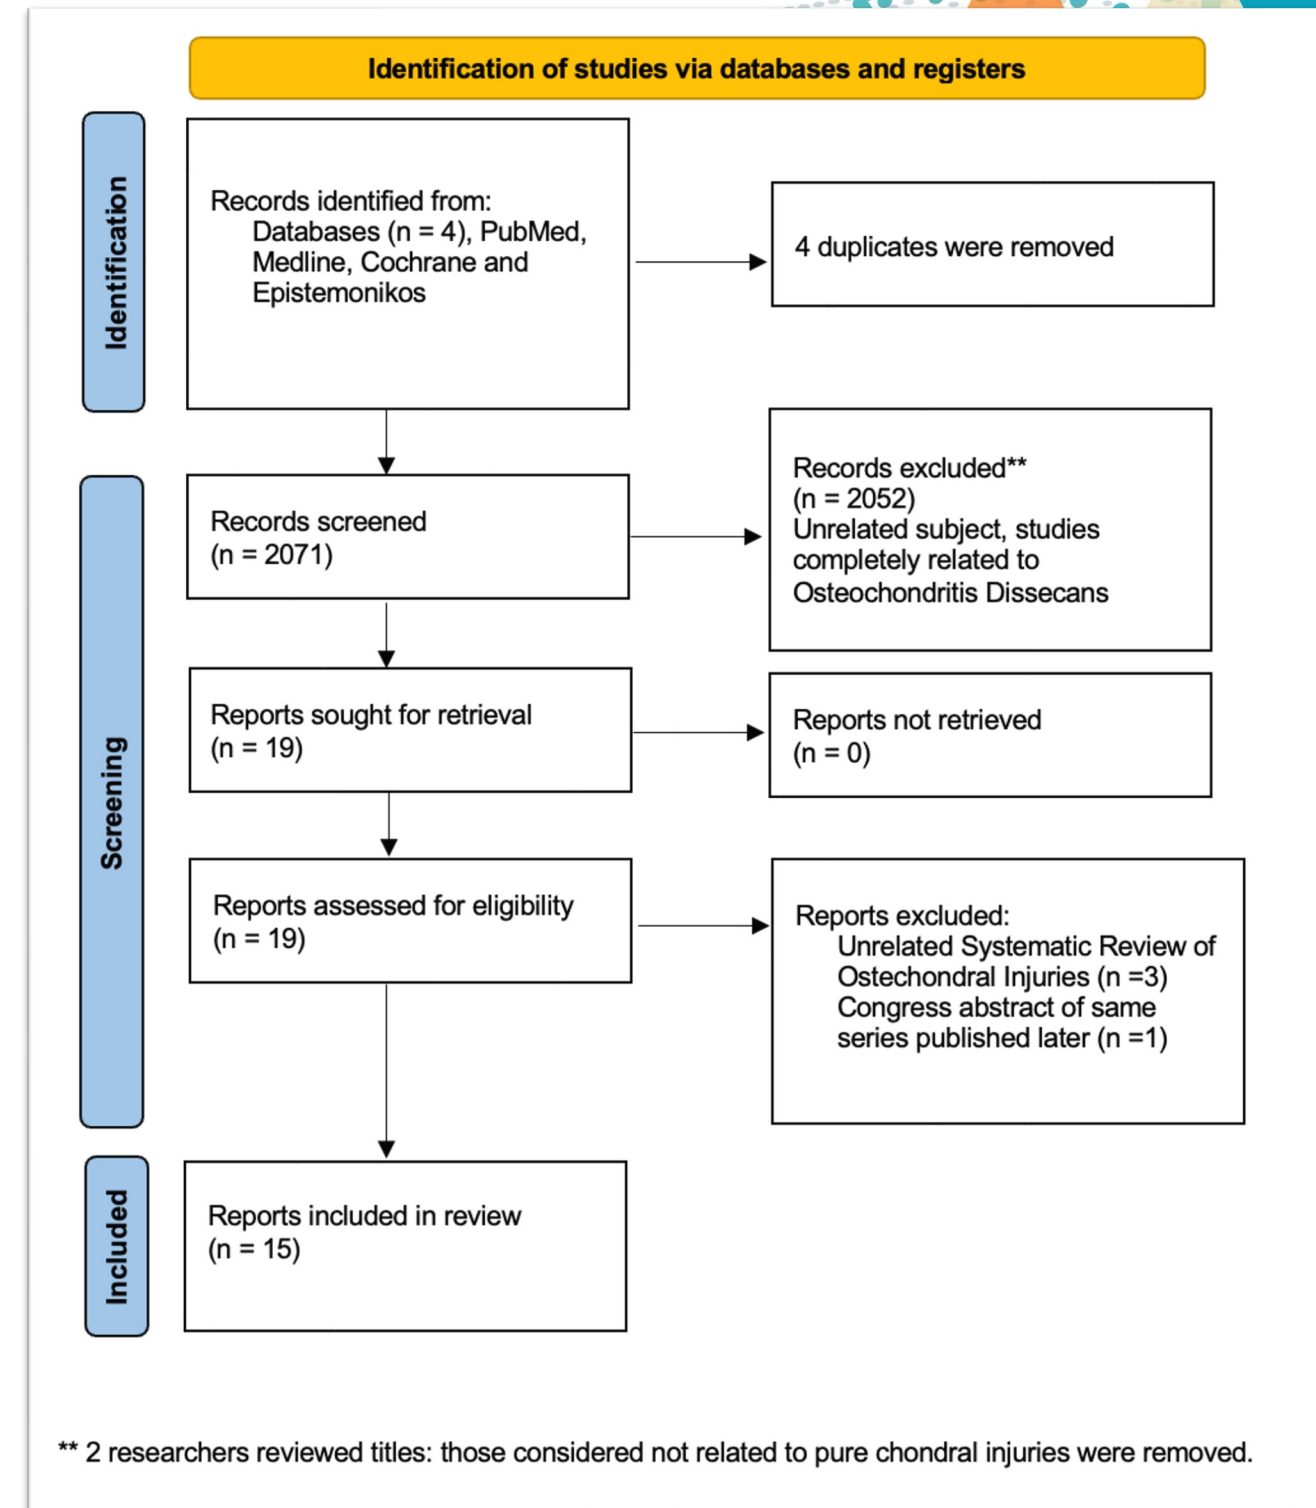 Identification of studies via databases and registers
Identification
Records identified from:
Databases (n = 4), PubMed,
Medline, Cochrane and
Epistemonikos
4 duplicates were removed
Screening
Records screened
(n = 2071)
Records excluded**
(n = 2052)
Unrelated subject, studies
completely related to
Osteochondritis Dissecans
Reports sought for retrieval
(n = 19)
Reports not retrieved
(n = 0)
Reports assessed for eligibility
(n = 19)
Reports excluded:
Unrelated Systematic Review of
Ostechondral Injuries (n =3)
Congress abstract of same
series published later (n =1)
Included
Reports included in review
(n = 15)
** 2 researchers reviewed titles: those considered not related to pure chondral injuries were removed.